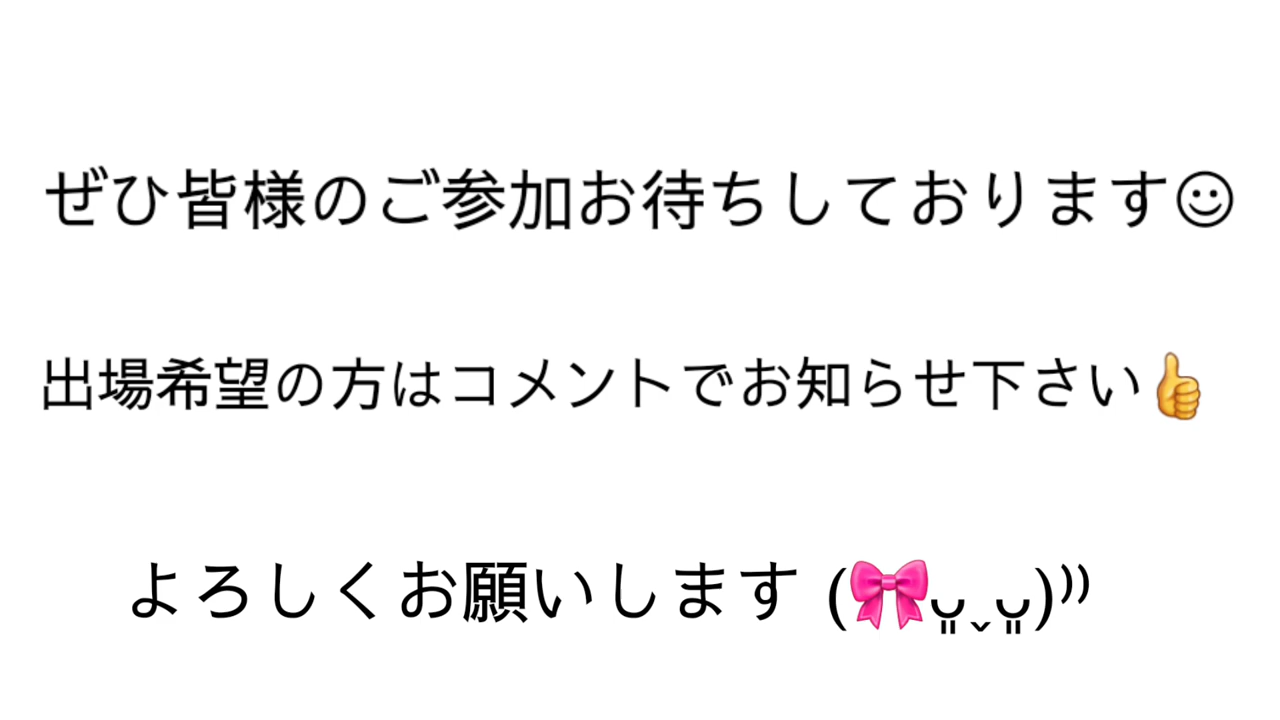 ぜひ皆様のご参加お待ちしております☺
出場希望の方はコメントでお知らせ下さい👍
よろしくお願いします (🎀ᴗ͈ˬᴗ͈)⁾⁾